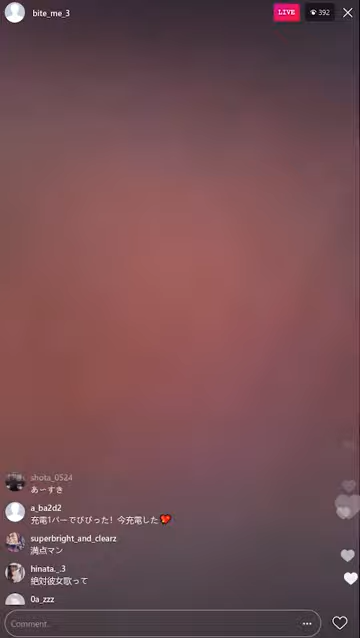 bite_me_3
LIVE
392
shota_0524
あーすき
a_ba2d2
充電1パーでびびった！今充電した
superbright_and_clearz
満点マン
hinata._.3
絶対彼女歌って
0a_zzz
Comment...